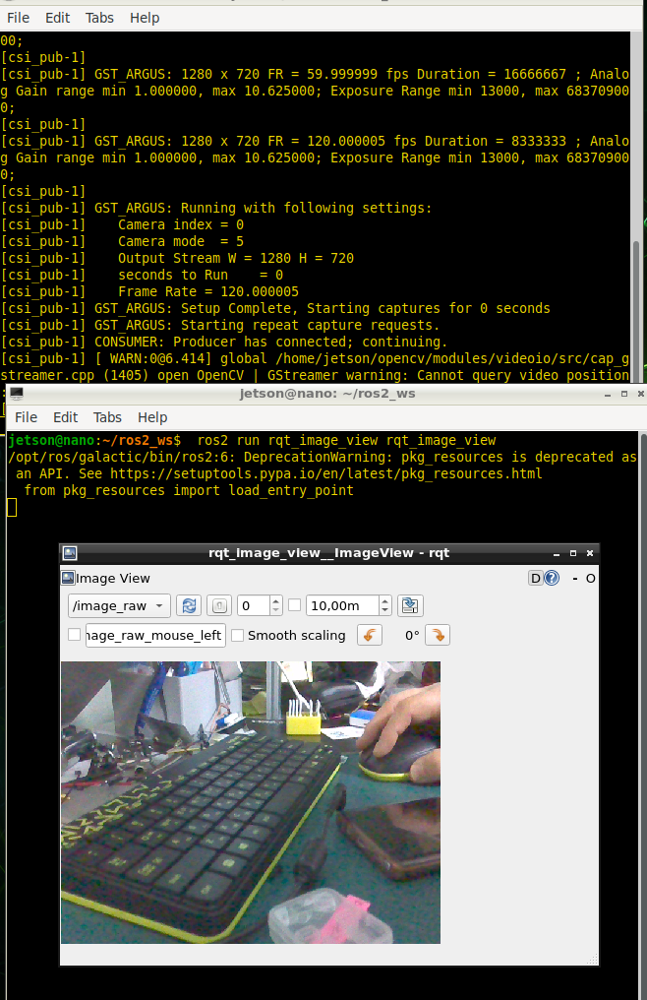 File Edit Tabs Help
00;
[csi_pub-1]
[csi_pub-1] GST_ARGUS: 1280 x 720 FR = 59.999999 fps Duration = 16666667 ; Analo
g Gain range min 1.000000, max 10.625000; Exposure Range min 13000, max 68370900
0;
[csi_pub-1]
[csi_pub-1] GST_ARGUS: 1280 x 720 FR = 120.000005 fps Duration = 8333333 ; Analo
g Gain range min 1.000000, max 10.625000; Exposure Range min 13000, max 68370900
0;
[csi_pub-1]
[csi_pub-1] GST_ARGUS: Running with following settings:
[csi_pub-1]    Camera index = 0
[csi_pub-1]    Camera mode  = 5
[csi_pub-1]    Output Stream W = 1280 H = 720
[csi_pub-1]    seconds to Run    = 0
[csi_pub-1]    Frame Rate = 120.000005
[csi_pub-1] GST_ARGUS: Setup Complete, Starting captures for 0 seconds
[csi_pub-1] GST_ARGUS: Starting repeat capture requests.
[csi_pub-1] CONSUMER: Producer has connected; continuing.
[csi_pub-1] [ WARN:0@6.414] global /home/jetson/opencv/modules/videoio/src/cap_g
streamer.cpp (1405) open OpenCV | GStreamer warning: Cannot query video position
jetson@nano: ~/ros2_ws
File Edit Tabs Help
jetson@nano:~/ros2_ws$  ros2 run rqt_image_view rqt_image_view
/opt/ros/galactic/bin/ros2:6: DeprecationWarning: pkg_resources is deprecated as
 an API. See https://setuptools.pypa.io/en/latest/pkg_resources.html
  from pkg_resources import load_entry_point
rqt_image_view__ImageView - rqt
Image View D ? - O
/image_raw 0 10,00m
nage_raw_mouse_left Smooth scaling 0°